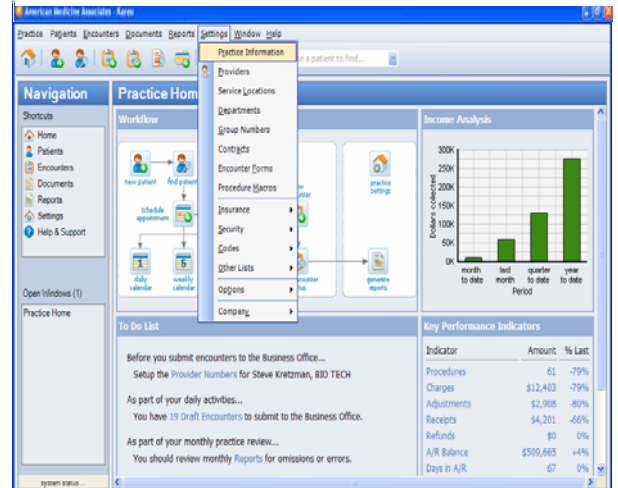 American Medicine Associates - Kareo
Practice Patients Encounters Documents Reports Settings Window Help
a patient to find...
Navigation
Shortcuts
Home
Patients
Encounters
Documents
Reports
Settings
Help & Support
Open Windows (1)
Practice Home
system status ...
Practice Hom
Workflow
new patient find patient
schedule
appointment
daily
calendar
weekly
calendar
practice
settings
generate
reports
Practice Information
Providers
Service Locations
Departments
Group Numbers
Contracts
Encounter Forms
Procedure Macros
Insurance
Security
Codes
Other Lists
Options
Company
Income Analysis
Dollars collected
300K
250K
200K
150K
100K
50K
0K
month
to date
last
month
quarter
to date
year
to date
Period
To Do List
Before you submit encounters to the Business Office...
Setup the Provider Numbers for Steve Kretzman, BIO TECH
As part of your daily activities...
You have 19 Draft Encounters to submit to the Business Office.
As part of your monthly practice review...
You should review monthly Reports for omissions or errors.
Key Performance Indicators
Indicator Amount % Last
Procedures 61 -79%
Charges $12,403 -79%
Adjustments $2,908 -80%
Receipts $4,201 -66%
Refunds $0 0%
A/R Balance $509,665 +4%
Days in A/R 67 0%